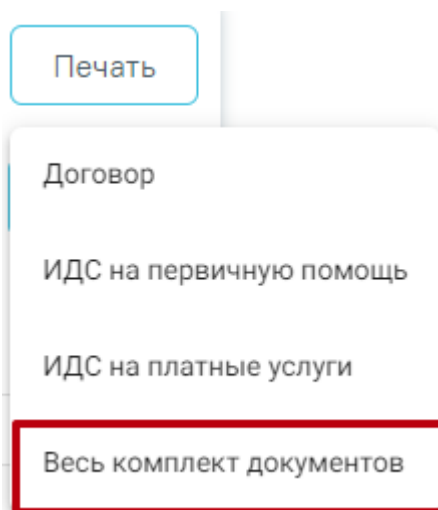 Печать
Договор
ИДС на первичную помощь
ИДС на платные услуги
Весь комплект документов